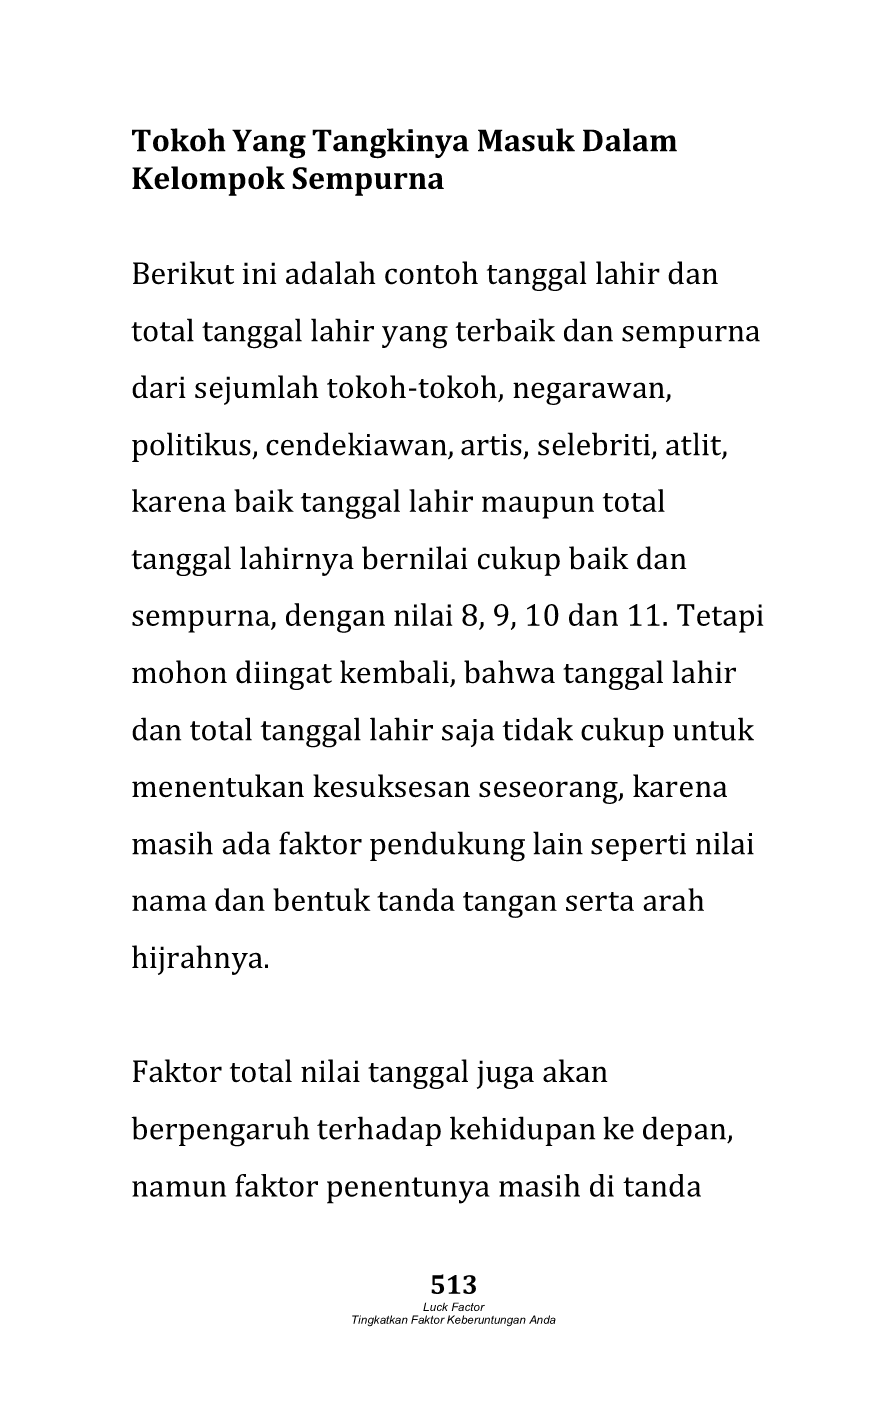 Tokoh Yang Tangkinya Masuk Dalam
Kelompok Sempurna
Berikut ini adalah contoh tanggal lahir dan
total tanggal lahir yang terbaik dan sempurna
dari sejumlah tokoh-tokoh, negarawan,
politikus, cendekiawan, artis, selebriti, atlit,
karena baik tanggal lahir maupun total
tanggal lahirnya bernilai cukup baik dan
sempurna, dengan nilai 8, 9, 10 dan 11. Tetapi
mohon diingat kembali, bahwa tanggal lahir
dan total tanggal lahir saja tidak cukup untuk
menentukan kesuksesan seseorang, karena
masih ada faktor pendukung lain seperti nilai
nama dan bentuk tanda tangan serta arah
hijrahnya.
Faktor total nilai tanggal juga akan
berpengaruh terhadap kehidupan ke depan,
namun faktor penentunya masih di tanda
513
Luck Factor
Tingkatkan Faktor Keberuntungan Anda